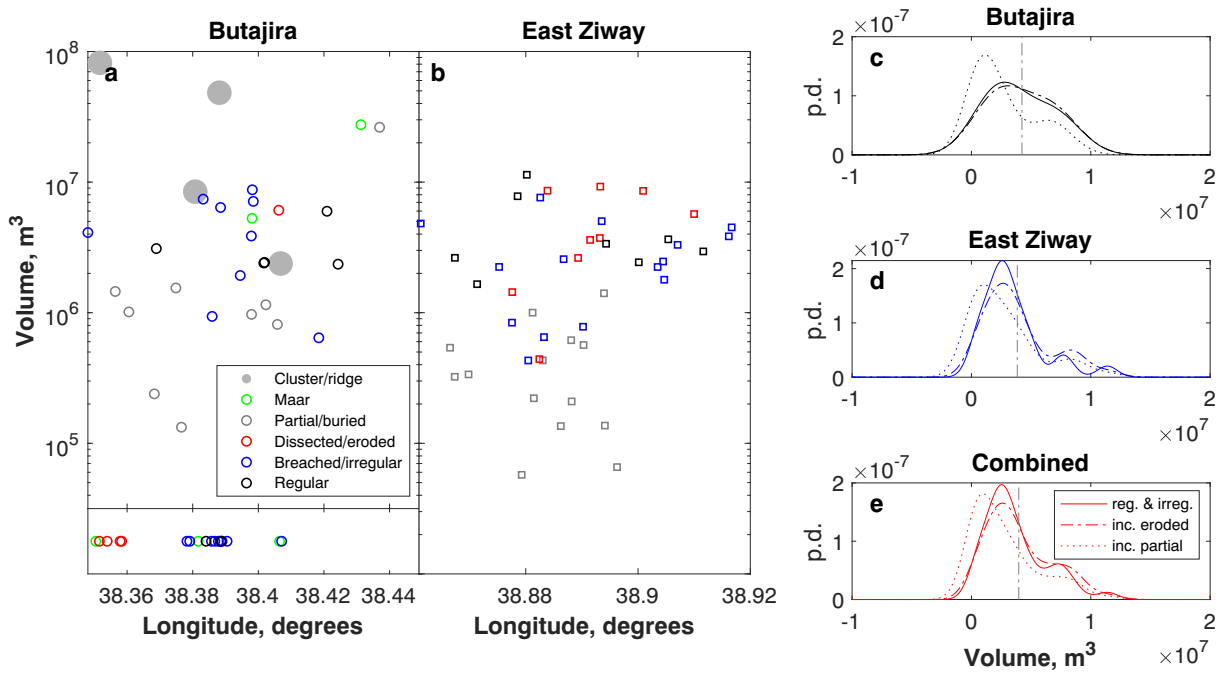 Butajira
East Ziway
Butajira
a
b
c
d
e
10^8
10^7
10^6
10^5
Volume, m^3
Cluster/ridge
Maar
Partial/buried
Dissected/eroded
Breached/irregular
Regular
38.36
38.38
38.4
38.42
38.44
Longitude, degrees
38.88
38.9
38.92
Longitude, degrees
×10^-7
2
1
0
p.d.
-1
0
1
2
×10^7
East Ziway
×10^-7
2
1
0
p.d.
-1
0
1
2
×10^7
Combined
×10^-7
2
1
0
p.d.
reg. & irreg.
inc. eroded
inc. partial
-1
0
1
2
Volume, m^3
×10^7